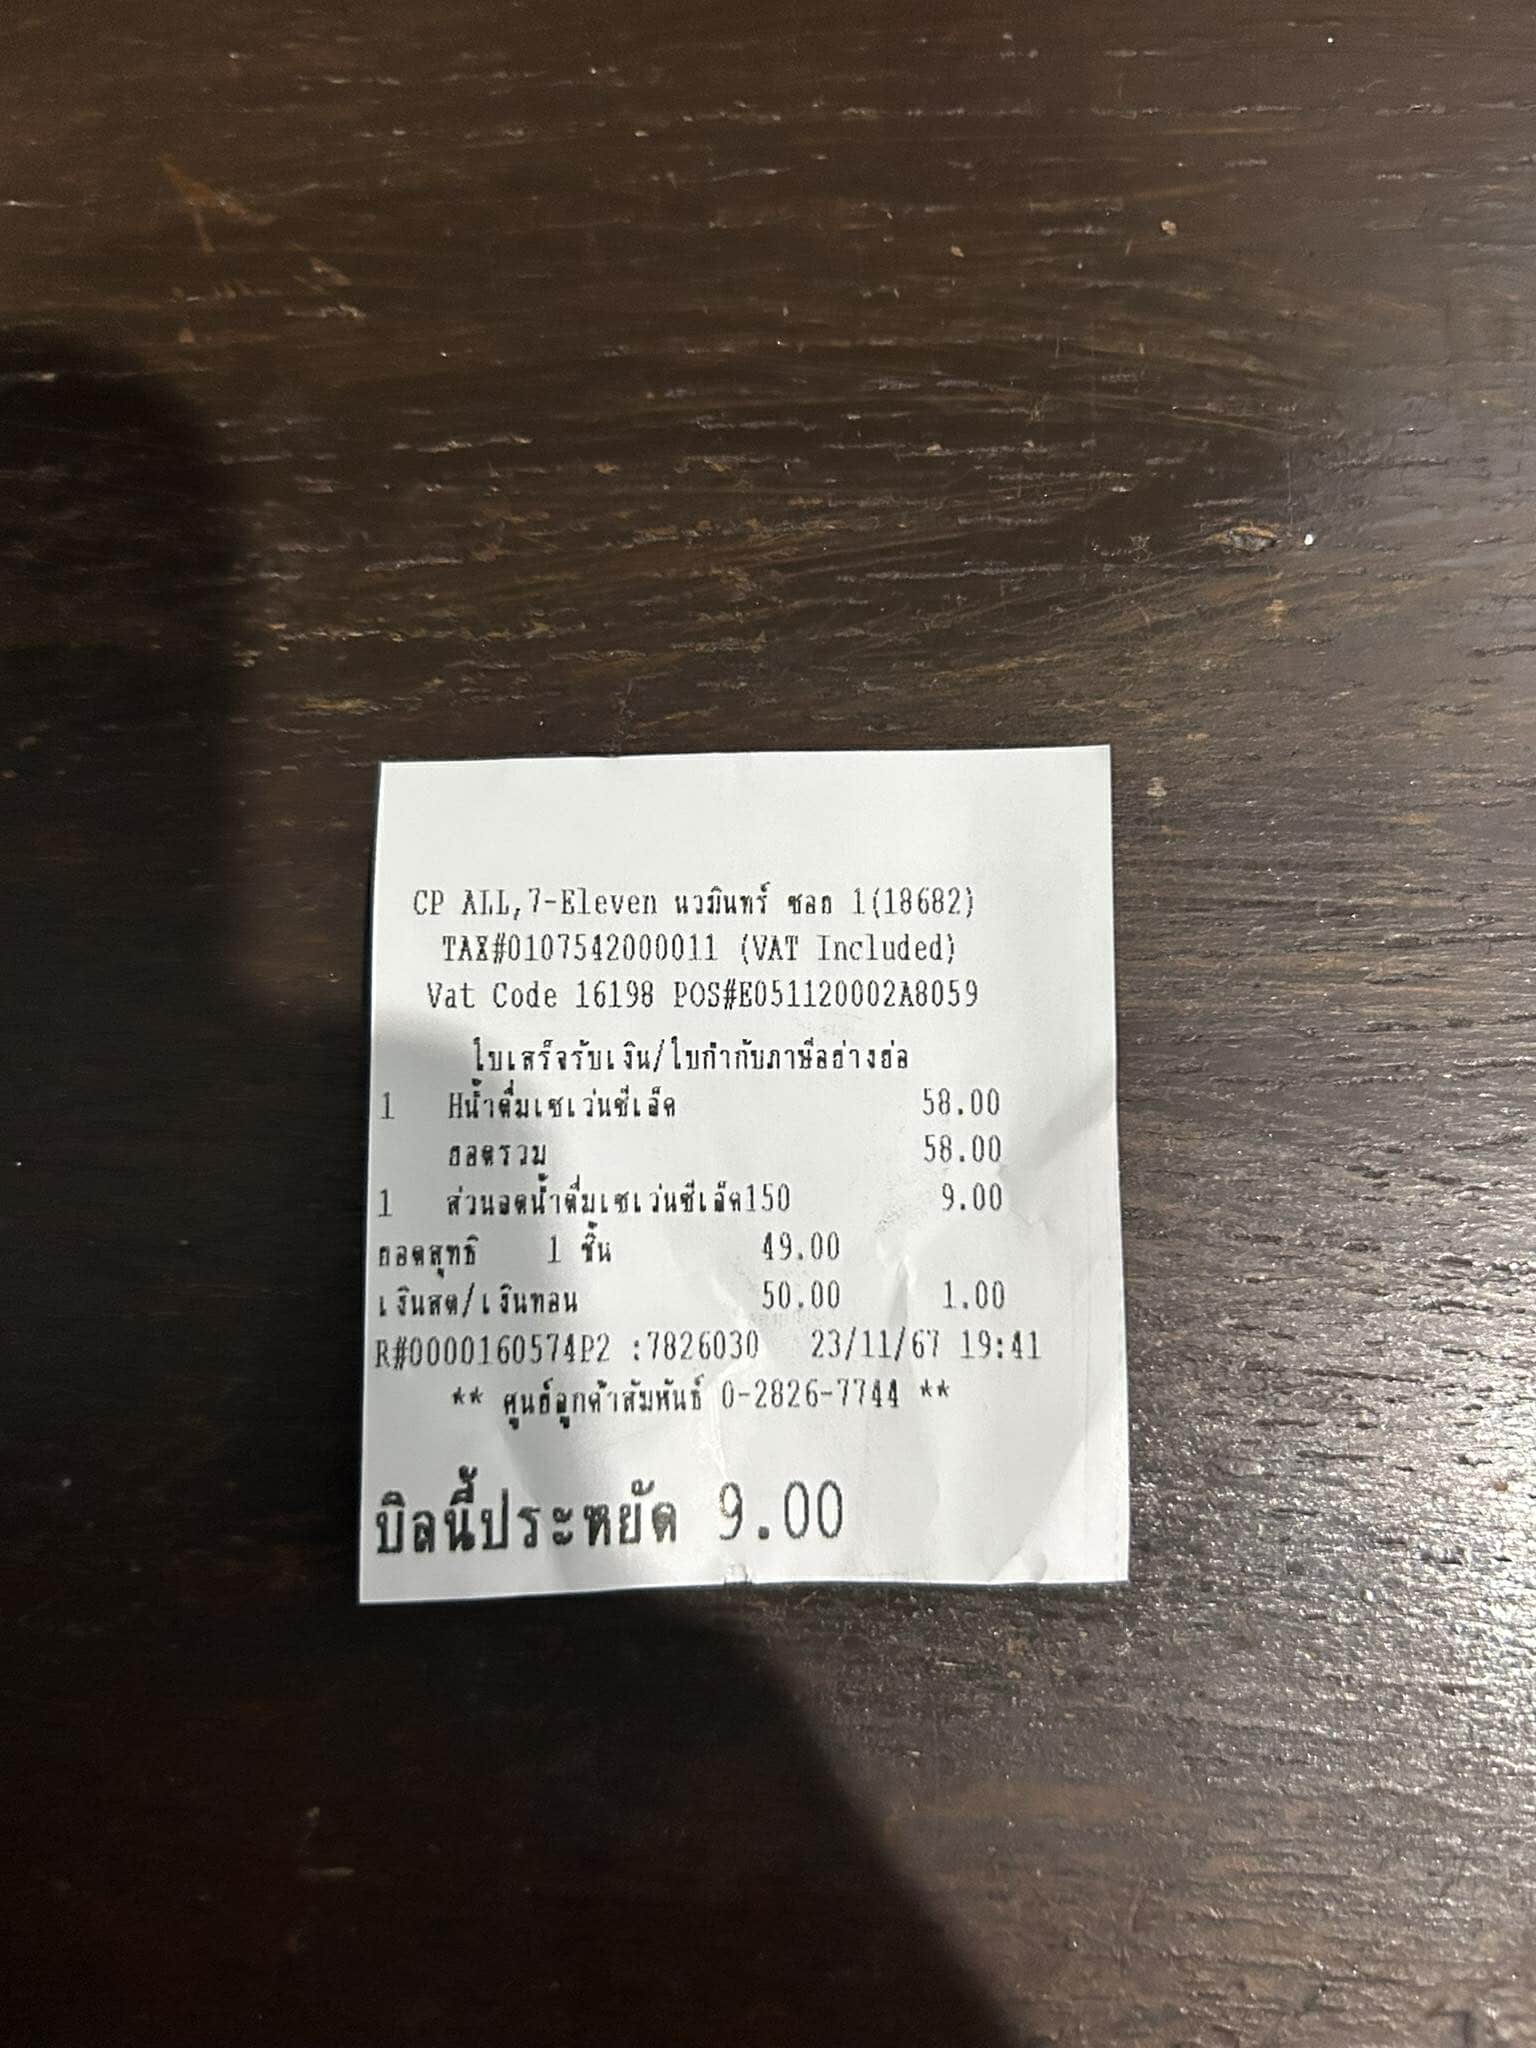 CP ALL,7-Eleven นวมินทร์ ซอย 1(18682)
TAX#0107542000011 (VAT Included)
Vat Code 16198 POS#E051120002A8059
ใบเสร็จรับเงิน/ใบกำกับภาษีอย่างย่อ
1 Hน้ำดื่มเซเว่นซีเล็ค 58.00
ยอดรวม 58.00
1 ส่วนลดน้ำดื่มเซเว่นซีเล็ค150 9.00
ยอดสุทธิ 1 ชิ้น 49.00
เงินสด/เงินทอน 50.00 1.00
R#0000160574P2 :7826030 23/11/67 19:41
** ศูนย์ลูกค้าสัมพันธ์ 0-2826-7744 **
บิลนี้ประหยัด 9.00